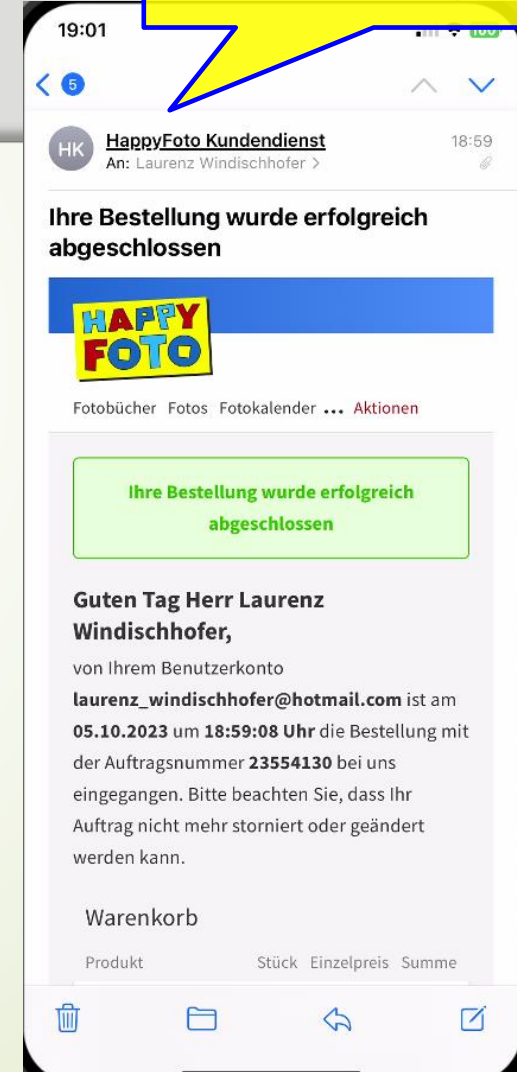 19:01
100
5
HK
HappyFoto Kundendienst
18:59
An: Laurenz Windischhofer >
Ihre Bestellung wurde erfolgreich
abgeschlossen
HAPPY
FOTO
Fotobücher Fotos Fotokalender ... Aktionen
Ihre Bestellung wurde erfolgreich
abgeschlossen
Guten Tag Herr Laurenz
Windischhofer,
von Ihrem Benutzerkonto
laurenz_windischhofer@hotmail.com ist am
05.10.2023 um 18:59:08 Uhr die Bestellung mit
der Auftragsnummer 23554130 bei uns
eingegangen. Bitte beachten Sie, dass Ihr
Auftrag nicht mehr storniert oder geändert
werden kann.
Warenkorb
Produkt Stück Einzelpreis Summe